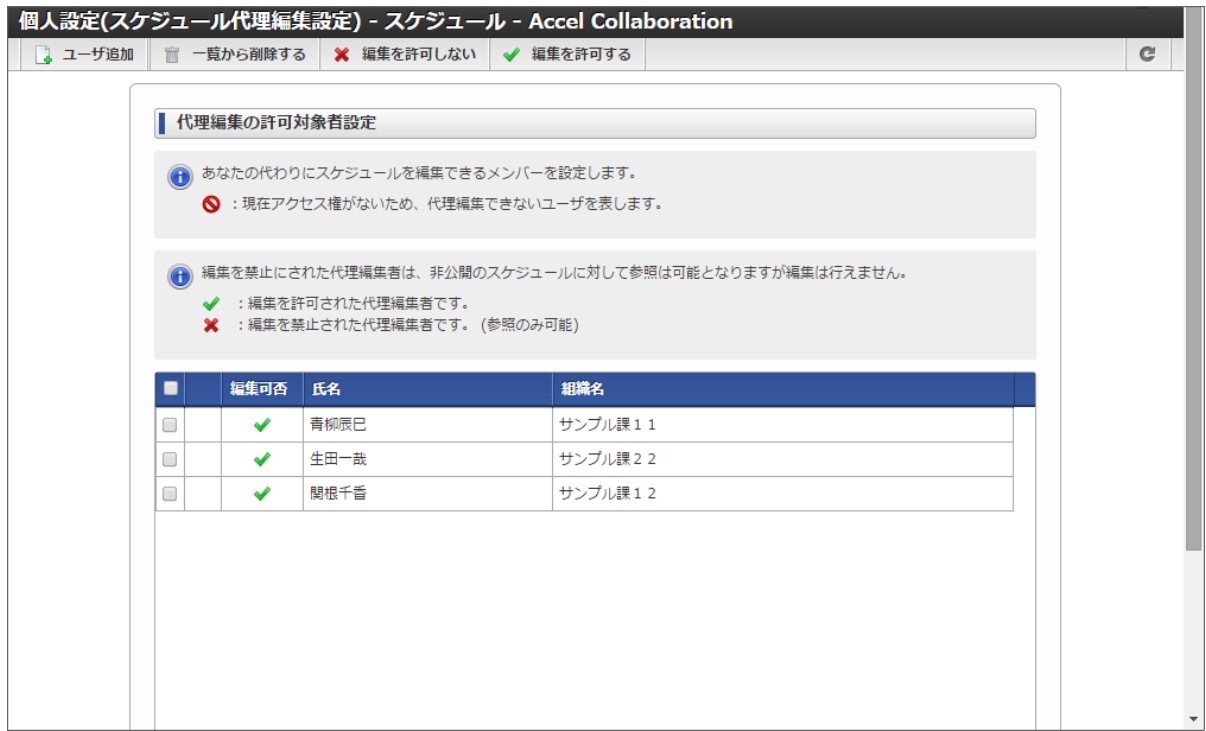 個人設定(スケジュール代理編集設定) - スケジュール - Accel Collaboration
ユーザ追加 一覧から削除する 編集を許可しない 編集を許可する
代理編集の許可対象者設定
あなたの代わりにスケジュールを編集できるメンバーを設定します。
：現在アクセス権がないため、代理編集できないユーザを表します。
編集を禁止にされた代理編集者は、非公開のスケジュールに対して参照は可能となりますが編集は行えません。
：編集を許可された代理編集者です。
：編集を禁止された代理編集者です。 (参照のみ可能)
編集可否 氏名 組織名
青柳辰巳 サンプル課１１
生田一哉 サンプル課２２
関根千香 サンプル課１２